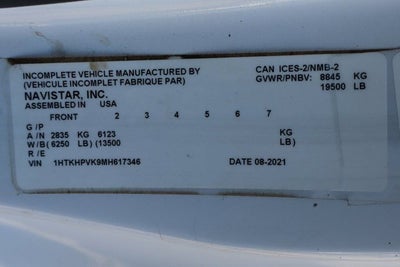 INCOMPLETE VEHICLE MANUFACTURED BY
(VEHICULE INCOMPLET FABRIQUE PAR)
NAVISTAR, INC.
ASSEMBLED IN USA
CAN ICES-2/NMB-2
GVWR/PNBV: 8845 KG
19500 LB
FRONT 2 3 4 5 6 7
G/P
A/N 2835 KG 6123 KG
W/B(6250 LB) (13500 LB)
R/E
VIN 1HTKHPVK9MH617346 DATE 08-2021